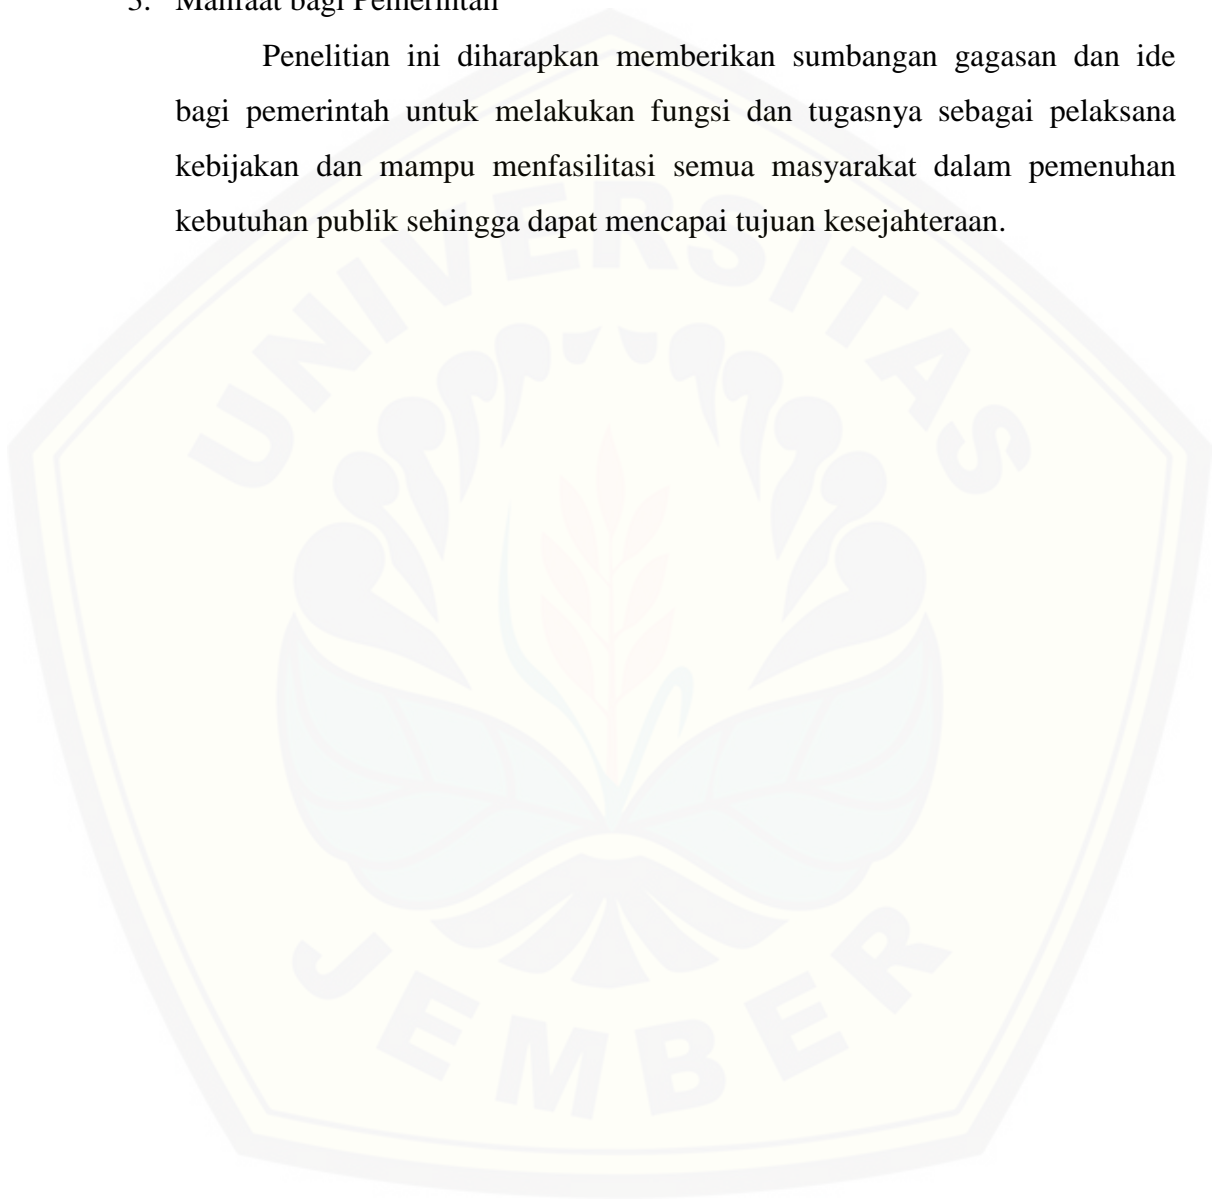 Manfaat bagi Pemerintah
Penelitian ini diharapkan memberikan sumbangan gagasan dan ide
bagi pemerintah untuk melakukan fungsi dan tugasnya sebagai pelaksana
kebijakan dan mampu menfasilitasi semua masyarakat dalam pemenuhan
kebutuhan publik sehingga dapat mencapai tujuan kesejahteraan.
UNIVERSITAS
JEMBER